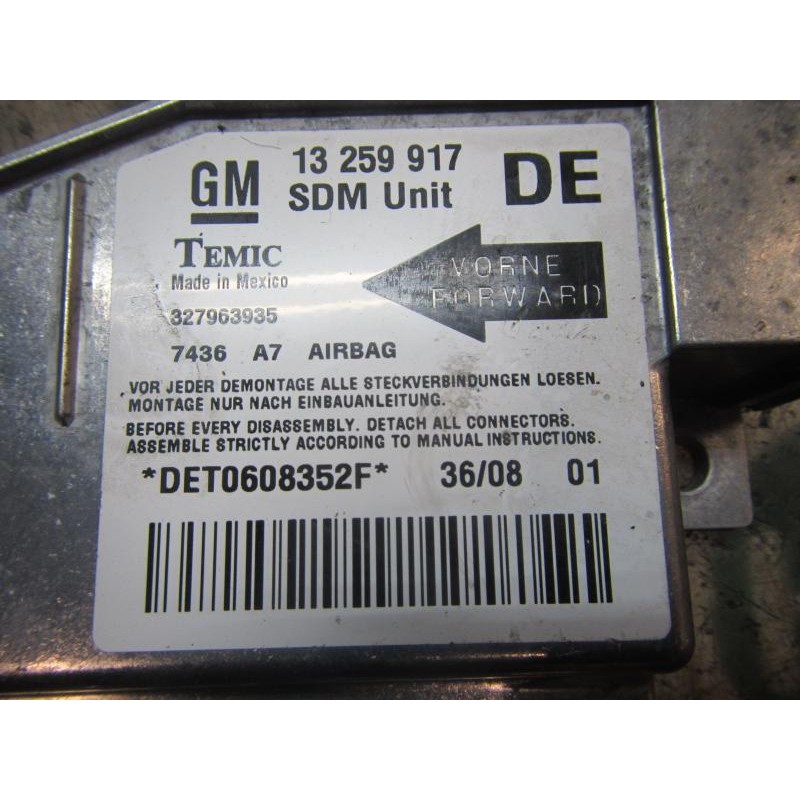 GM 13 259 917 DE
SDM Unit
TEMIC
Made in Mexico
VORNE
FORWARD
327963935
7436 A7 AIRBAG
VOR JEDER DEMONTAGE ALLE STECKVERBINDUNGEN LOESEN.
MONTAGE NUR NACH EINBAUANLEITUNG.
BEFORE EVERY DISASSEMBLY. DETACH ALL CONNECTORS.
ASSEMBLE STRICTLY ACCORDING TO MANUAL INSTRUCTIONS.
*DET0608352F* 36/08 01